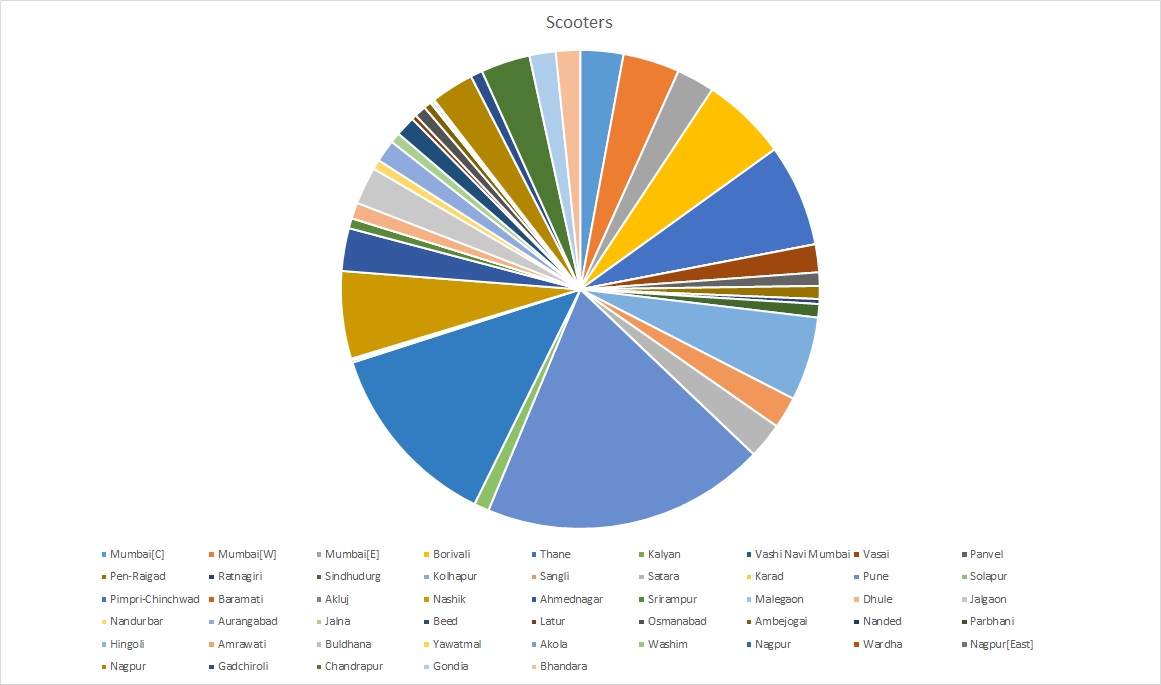 Scooters
Mumbai[C] Mumbai[W] Mumbai[E] Borivali Thane Kalyan Vashi Navi Mumbai Vasai Panvel
Pen-Raigad Ratnagiri Sindhudurg Kolhapur Sangli Satara Karad Pune Solapur
Pimpri-Chinchwad Baramati Akluj Nashik Ahmednagar Srirampur Malegaon Dhule Jalgaon
Nandurbar Aurangabad Jalna Beed Latur Osmanabad Ambejogai Nanded Parbhani
Hingoli Amrawati Buldhana Yawatmal Akola Washim Nagpur Wardha Nagpur[East]
Nagpur Gadchiroli Chandrapur Gondia Bhandara